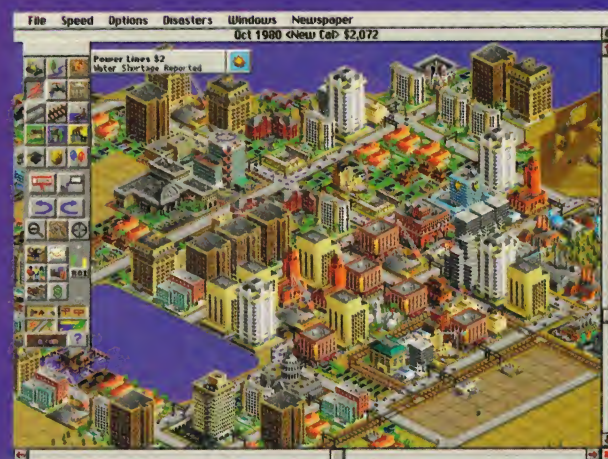 File Speed Options Disasters Windows Newspaper
Oct 1980 <New Cal> $2,072
Power Lines $2
Water Shortage Reported
?